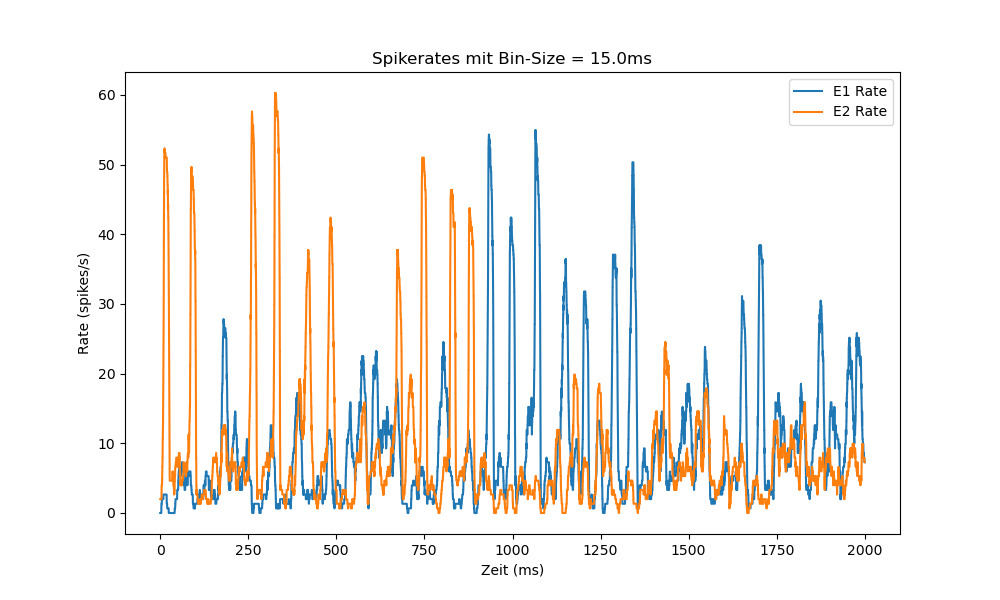 Spikerates mit Bin-Size = 15.0ms
E1 Rate
E2 Rate
60
50
40
30
20
10
0
Rate (spikes/s)
0 250 500 750 1000 1250 1500 1750 2000
Zeit (ms)